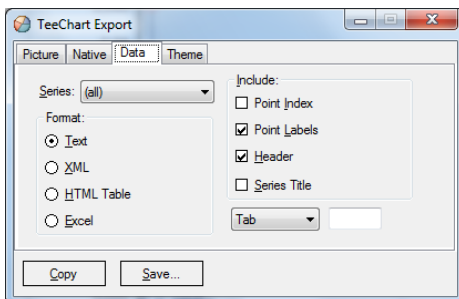 TeeChart Export
Picture Native Data Theme
Series: (all)
Format:
Text
XML
HTML Table
Excel
Include:
Point Index
Point Labels
Header
Series Title
Tab
Copy Save...